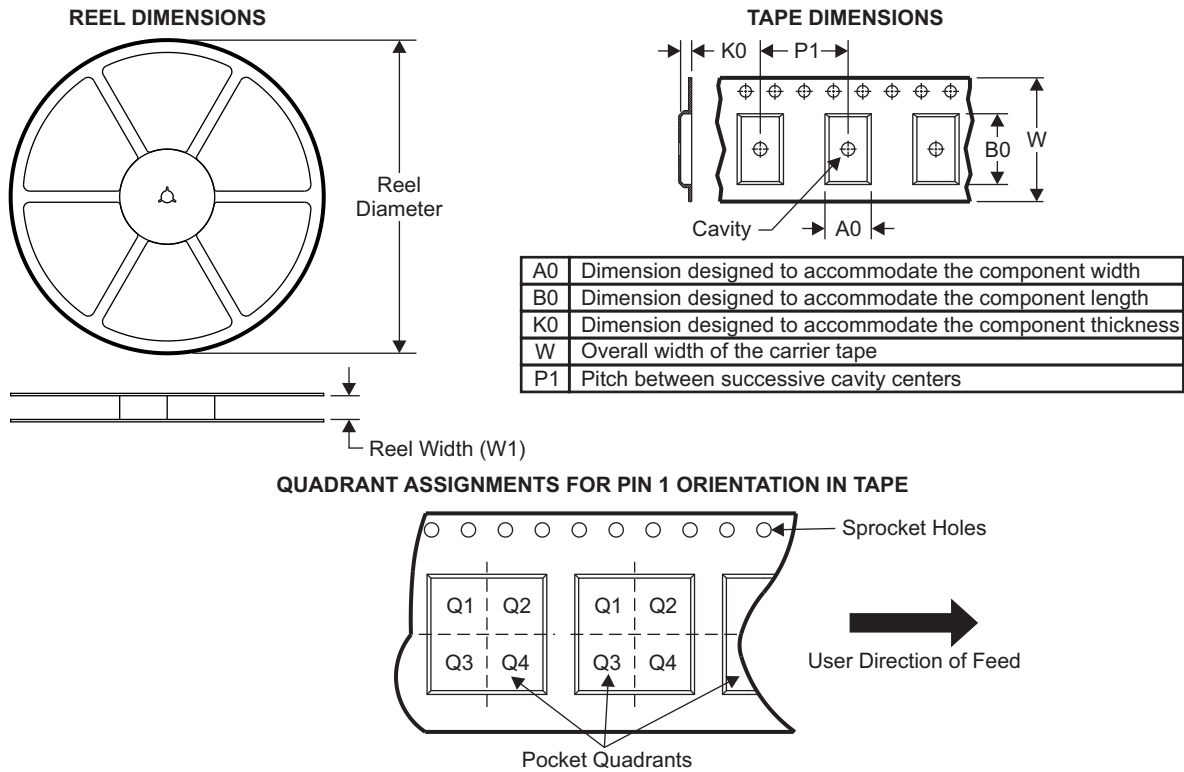 REEL DIMENSIONS
Reel
Diameter
Reel Width (W1)
TAPE DIMENSIONS
K0
P1
W
B0
Cavity
A0
A0 Dimension designed to accommodate the component width
B0 Dimension designed to accommodate the component length
K0 Dimension designed to accommodate the component thickness
W Overall width of the carrier tape
P1 Pitch between successive cavity centers
QUADRANT ASSIGNMENTS FOR PIN 1 ORIENTATION IN TAPE
Sprocket Holes
Q1 Q2 Q1 Q2
Q3 Q4 Q3 Q4
User Direction of Feed
Pocket Quadrants